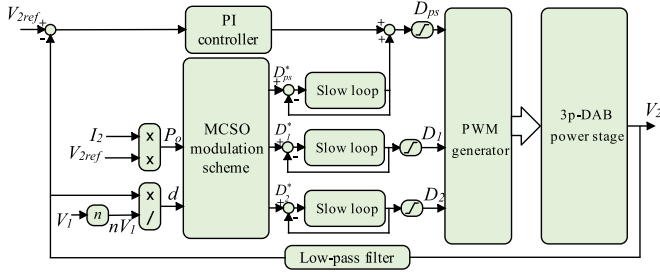 V2ref
+
-
PI
controller
+
+
Dps
MCSO
modulation
scheme
D*ps
+
-
Slow loop
I2
V2ref
x
x
Po
D*1
+
-
Slow loop
D1
PWM
generator
3p-DAB
power stage
V2
x
/
d
V1
n
nV1
D*2
+
-
Slow loop
D2
Low-pass filter